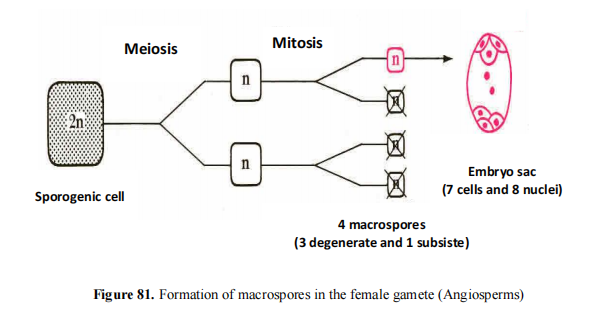 Meiosis
Mitosis
2n
n
n
n
n
n
n
Sporogenic cell
Embryo sac
(7 cells and 8 nuclei)
4 macrospores
(3 degenerate and 1 subsiste)
Figure 81. Formation of macrospores in the female gamete (Angiosperms)